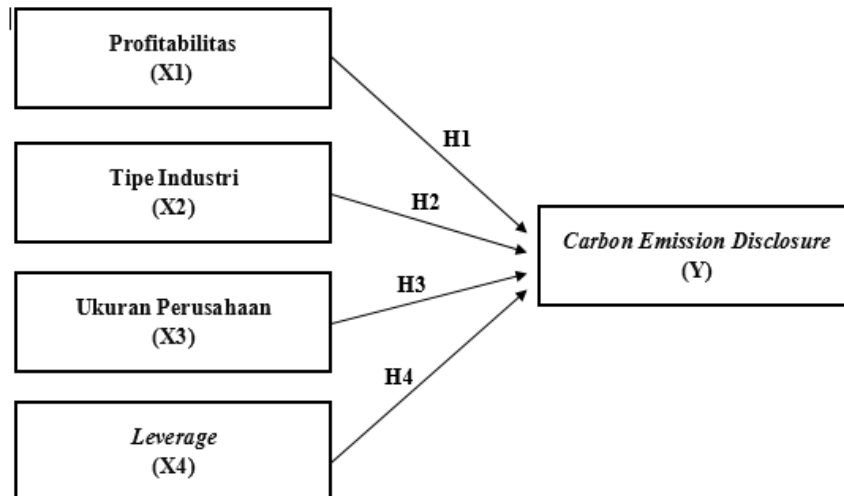 Profitabilitas
(X1)
H1
Tipe Industri
(X2)
H2
Carbon Emission Disclosure
(Y)
Ukuran Perusahaan
(X3)
H3
H4
Leverage
(X4)